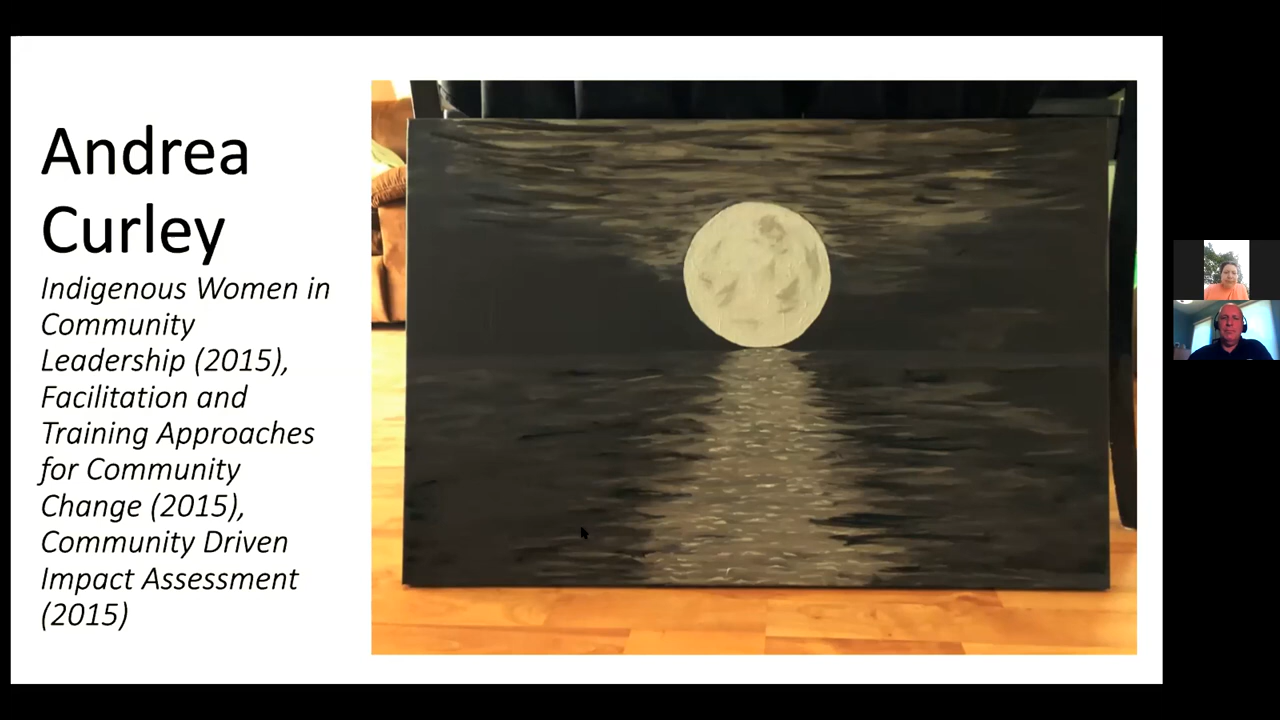 Andrea
Curley
Indigenous Women in
Community
Leadership (2015),
Facilitation and
Training Approaches
for Community
Change (2015),
Community Driven
Impact Assessment
(2015)